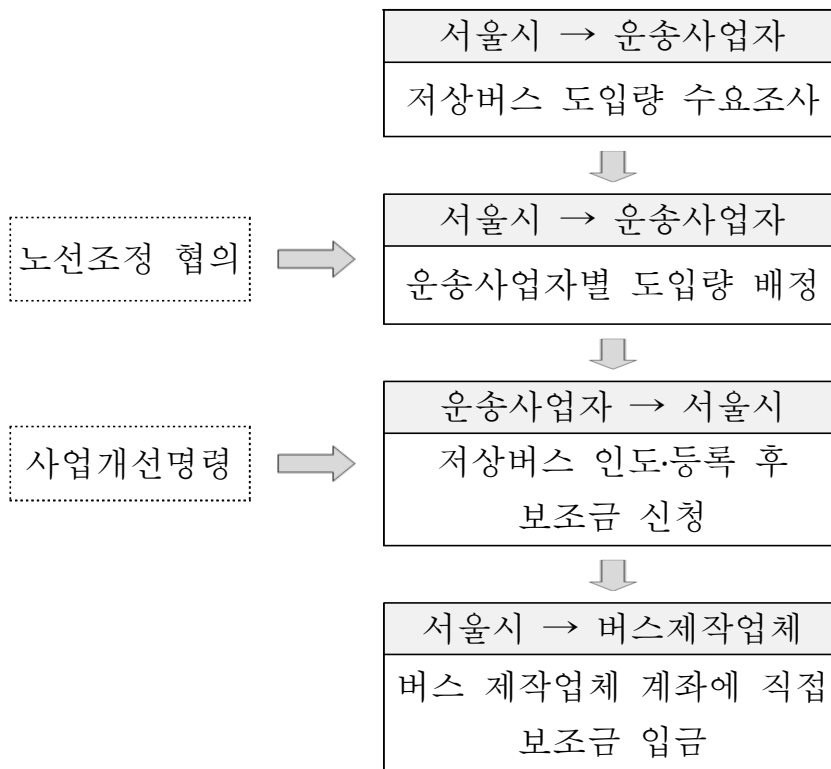 서울시 → 운송사업자
저상버스 도입량 수요조사
서울시 → 운송사업자
노선조정 협의
운송사업자별 도입량 배정
운송사업자 → 서울시
사업개선명령
저상버스 인도·등록 후
보조금 신청
서울시 → 버스제작업체
버스 제작업체 계좌에 직접
보조금 입금